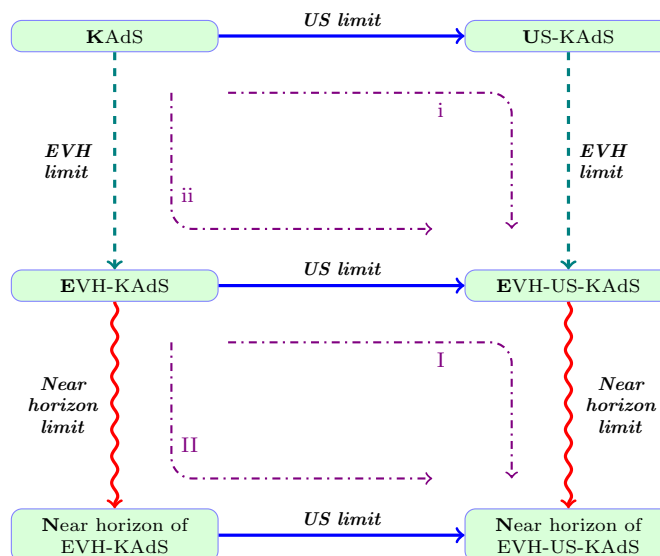 US limit
KAdS
US-KAdS
i
EVH
limit
EVH
limit
ii
US limit
EVH-KAdS
EVH-US-KAdS
I
Near
horizon
limit
Near
horizon
limit
II
US limit
Near horizon of
EVH-KAdS
Near horizon of
EVH-US-KAdS